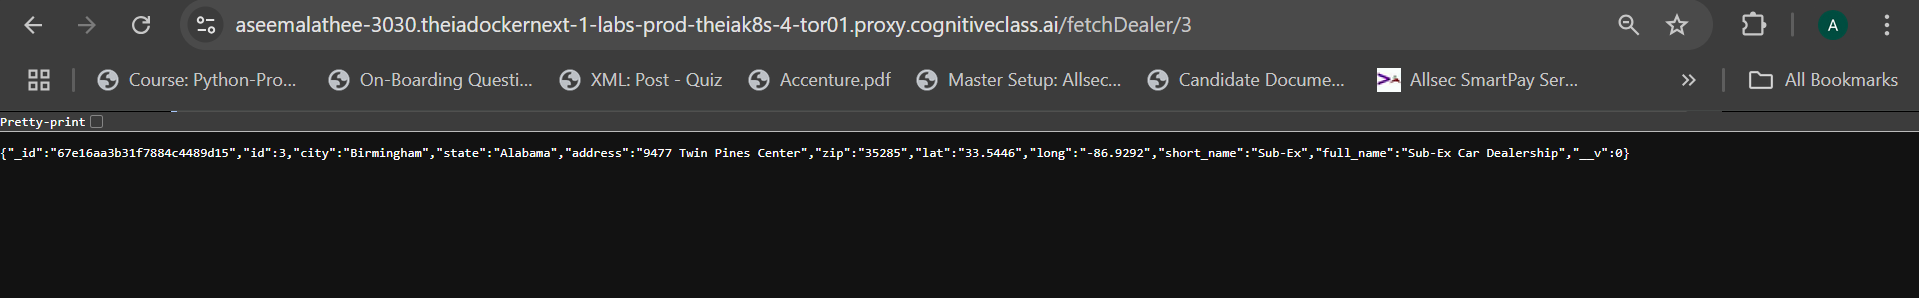 aseemalathee-3030.theiadockernext-1-labs-prod-theiak8s-4-tor01.proxy.cognitiveclass.ai/fetchDealer/3
A
Course: Python-Pro... On-Boarding Questi... XML: Post - Quiz Accenture.pdf Master Setup: Allsec... Candidate Docume... Allsec SmartPay Ser... » All Bookmarks
Pretty-print
{"_id":"67e16aa3b31f7884c4489d15","id":3,"city":"Birmingham","state":"Alabama","address":"9477 Twin Pines Center","zip":"35285","lat":"33.5446","long":"-86.9292","short_name":"Sub-Ex","full_name":"Sub-Ex Car Dealership","__v":0}